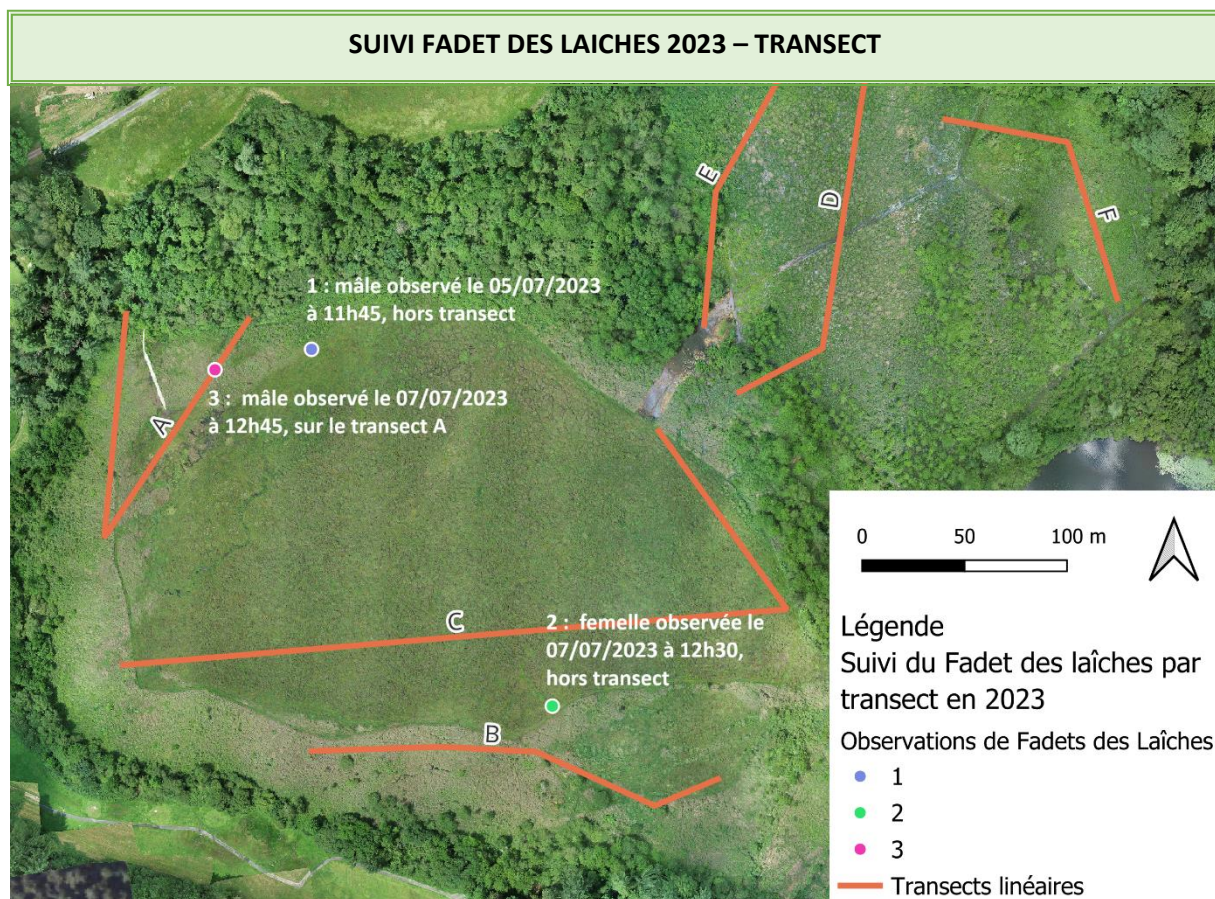 SUIVI FADET DES LAICHES 2023 – TRANSECT
E
D
F
1 : mâle observé le 05/07/2023
à 11h45, hors transect
3 : mâle observé le 07/07/2023
à 12h45, sur le transect A
A
C
2 : femelle observée le
07/07/2023 à 12h30,
hors transect
B
0 50 100 m
Légende
Suivi du Fadet des laîches par
transect en 2023
Observations de Fadets des Laîches
1
2
3
Transects linéaires